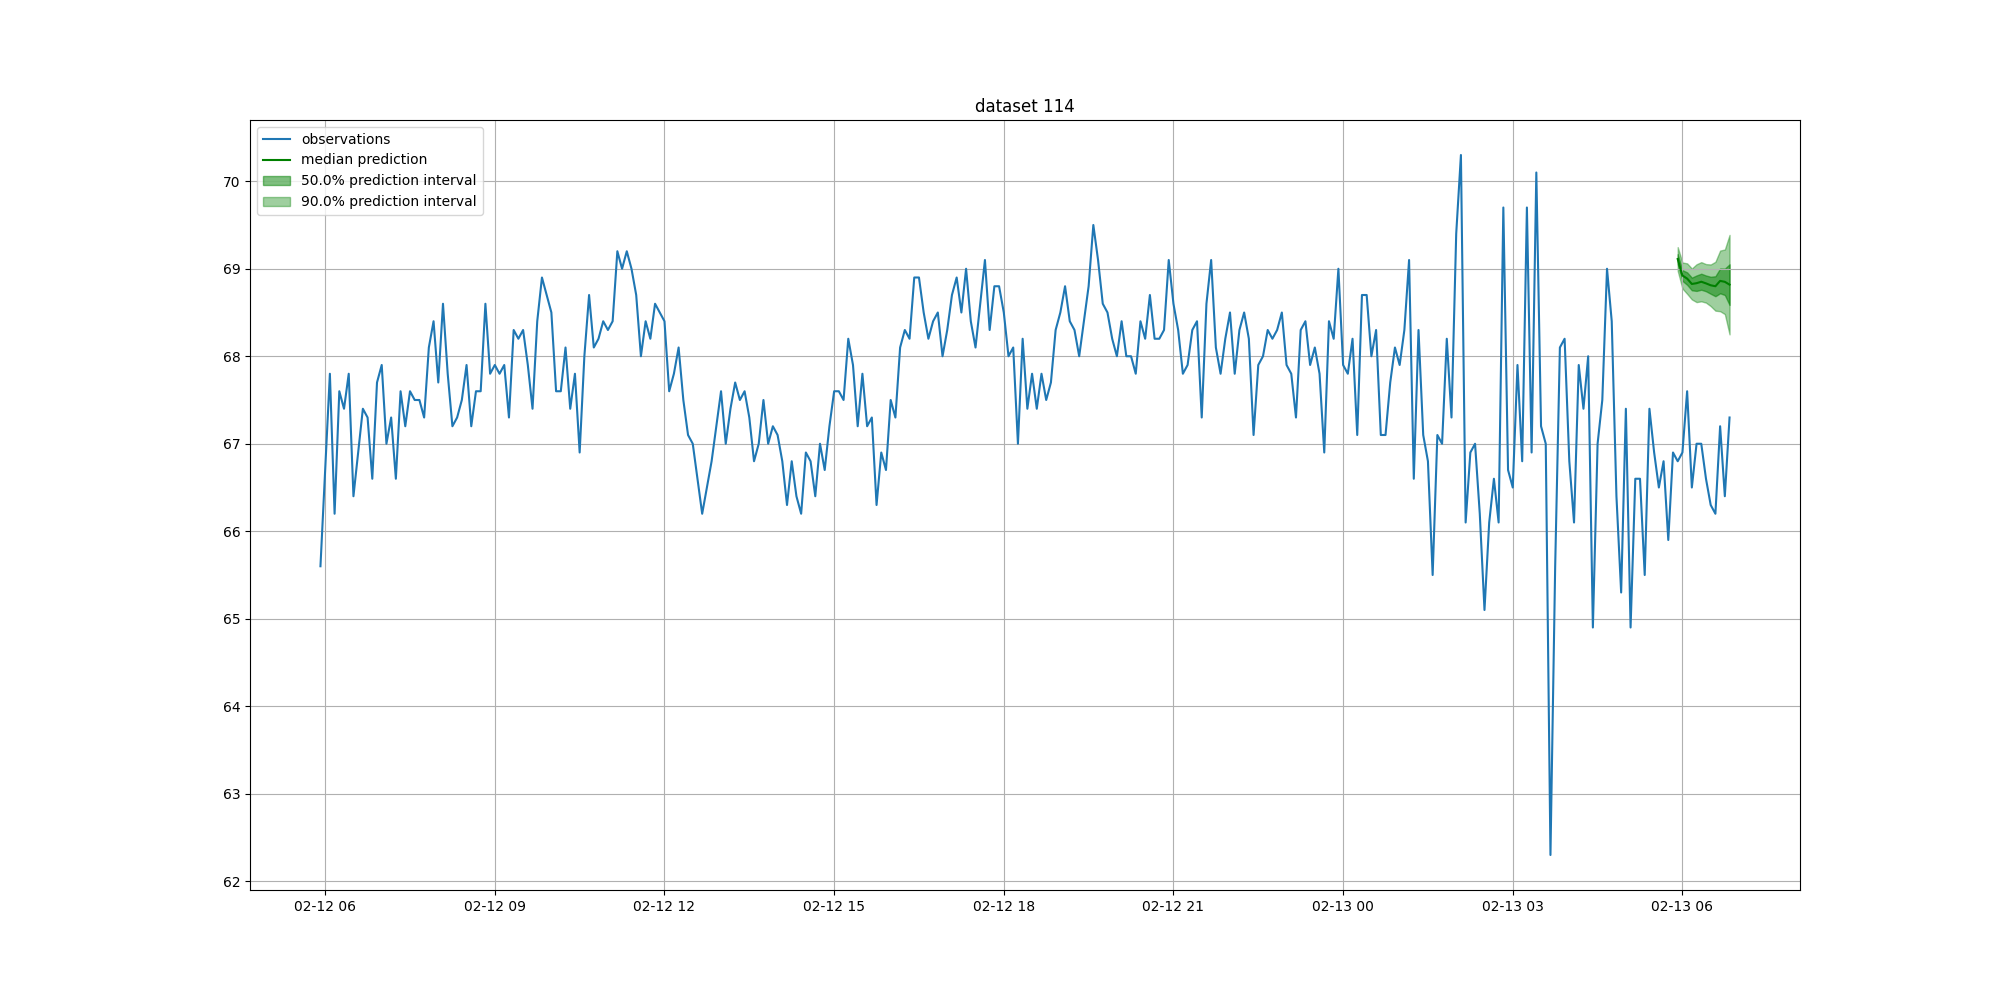 dataset 114
observations
median prediction
50.0% prediction interval
90.0% prediction interval
70
69
68
67
66
65
64
63
62
02-12 06 02-12 09 02-12 12 02-12 15 02-12 18 02-12 21 02-13 00 02-13 03 02-13 06